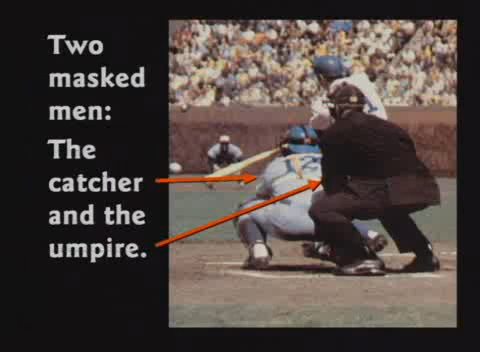 Two
masked
men:
The
catcher
and the
umpire.